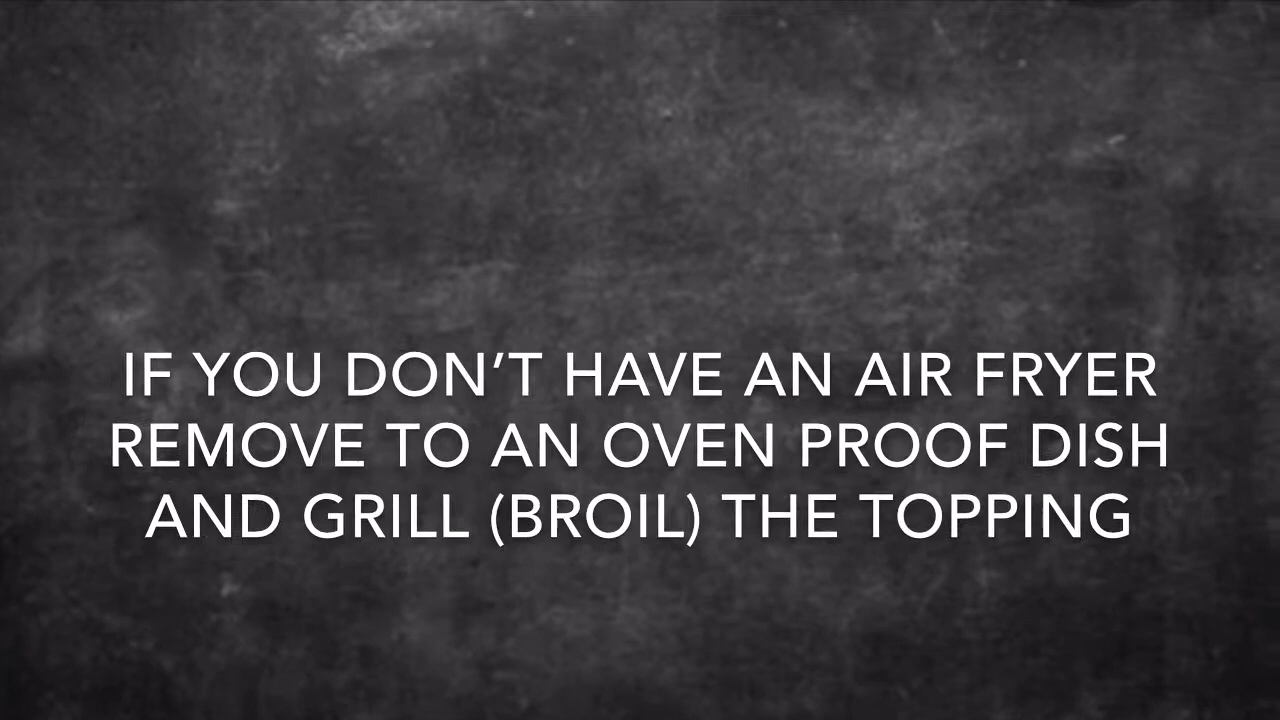 IF YOU DON’T HAVE AN AIR FRYER
REMOVE TO AN OVEN PROOF DISH
AND GRILL (BROIL) THE TOPPING